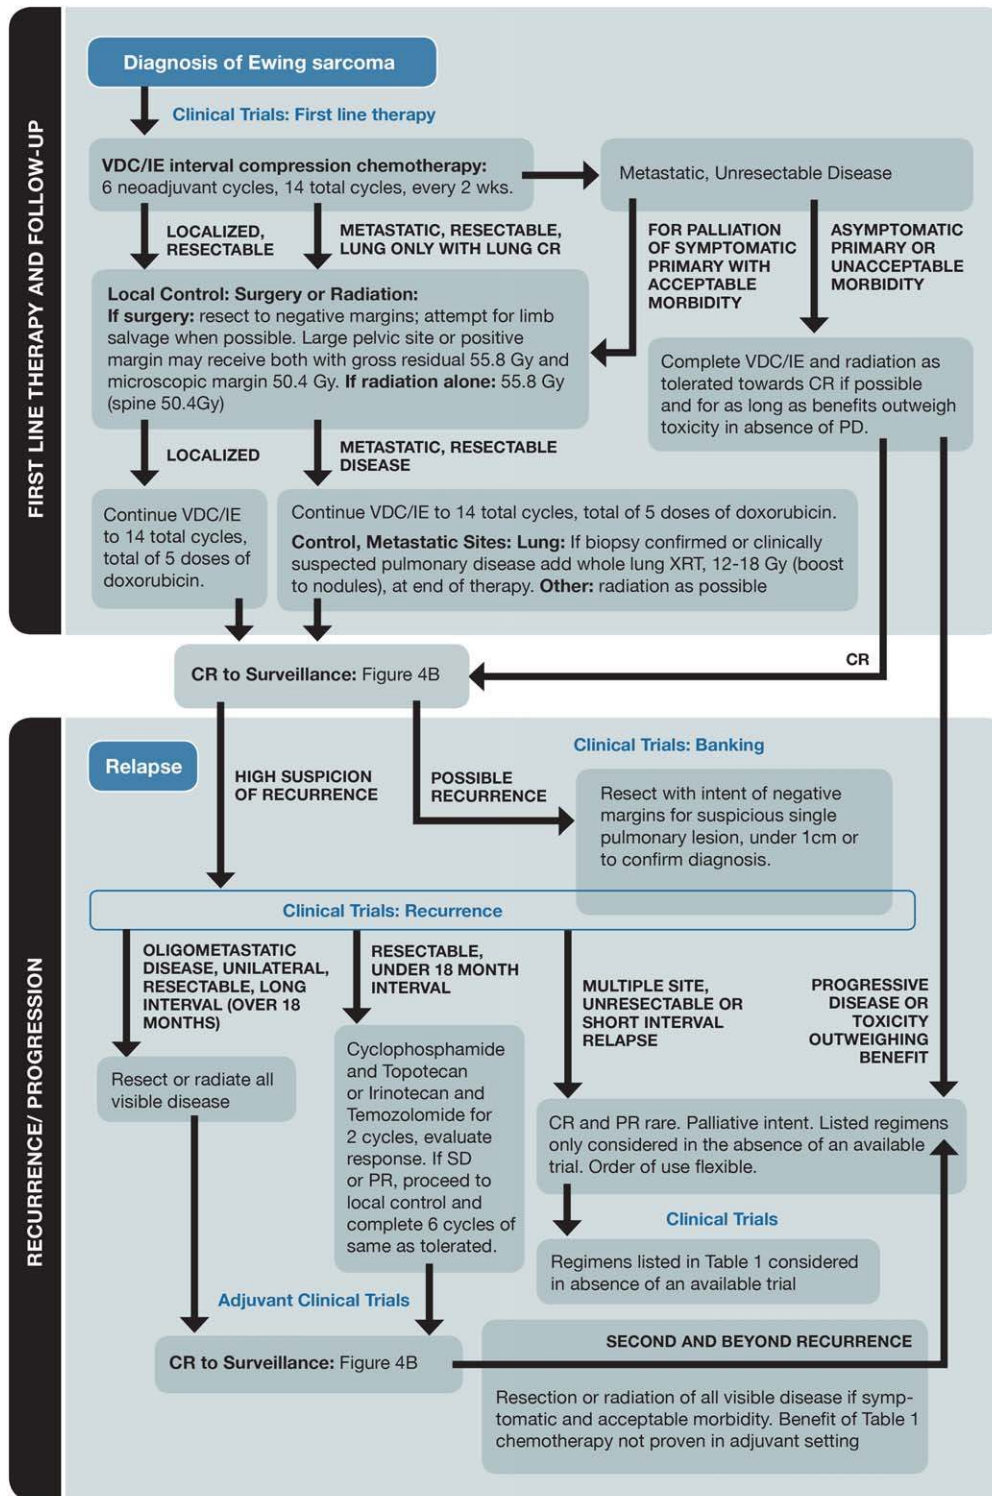 FIRST LINE THERAPY AND FOLLOW-UP
Diagnosis of Ewing sarcoma
Clinical Trials: First line therapy
VDC/IE interval compression chemotherapy:
6 neoadjuvant cycles, 14 total cycles, every 2 wks.
Metastatic, Unresectable Disease
LOCALIZED,
RESECTABLE
METASTATIC, RESECTABLE,
LUNG ONLY WITH LUNG CR
FOR PALLIATION
OF SYMPTOMATIC
PRIMARY WITH
ACCEPTABLE
MORBIDITY
ASYMPTOMATIC
PRIMARY OR
UNACCEPTABLE
MORBIDITY
Local Control: Surgery or Radiation:
If surgery: resect to negative margins; attempt for limb
salvage when possible. Large pelvic site or positive
margin may receive both with gross residual 55.8 Gy and
microscopic margin 50.4 Gy. If radiation alone: 55.8 Gy
(spine 50.4Gy)
Complete VDC/IE and radiation as
tolerated towards CR if possible
and for as long as benefits outweigh
toxicity in absence of PD.
LOCALIZED
METASTATIC, RESECTABLE
DISEASE
Continue VDC/IE
to 14 total cycles,
total of 5 doses of
doxorubicin.
Continue VDC/IE to 14 total cycles, total of 5 doses of doxorubicin.
Control, Metastatic Sites: Lung: If biopsy confirmed or clinically
suspected pulmonary disease add whole lung XRT, 12-18 Gy (boost
to nodules), at end of therapy. Other: radiation as possible
CR to Surveillance: Figure 4B
CR
RECURRENCE/ PROGRESSION
Relapse
HIGH SUSPICION
OF RECURRENCE
POSSIBLE
RECURRENCE
Clinical Trials: Banking
Resect with intent of negative
margins for suspicious single
pulmonary lesion, under 1cm or
to confirm diagnosis.
Clinical Trials: Recurrence
OLIGOMETASTATIC
DISEASE, UNILATERAL,
RESECTABLE, LONG
INTERVAL (OVER 18
MONTHS)
RESECTABLE,
UNDER 18 MONTH
INTERVAL
MULTIPLE SITE,
UNRESECTABLE OR
SHORT INTERVAL
RELAPSE
PROGRESSIVE
DISEASE OR
TOXICITY
OUTWEIGHING
BENEFIT
Resect or radiate all
visible disease
Cyclophosphamide
and Topotecan
or Irinotecan and
Temozolomide for
2 cycles, evaluate
response. If SD
or PR, proceed to
local control and
complete 6 cycles of
same as tolerated.
CR and PR rare. Palliative intent. Listed regimens
only considered in the absence of an available
trial. Order of use flexible.
Clinical Trials
Regimens listed in Table 1 considered
in absence of an available trial
Adjuvant Clinical Trials
CR to Surveillance: Figure 4B
SECOND AND BEYOND RECURRENCE
Resection or radiation of all visible disease if symp-
tomatic and acceptable morbidity. Benefit of Table 1
chemotherapy not proven in adjuvant setting